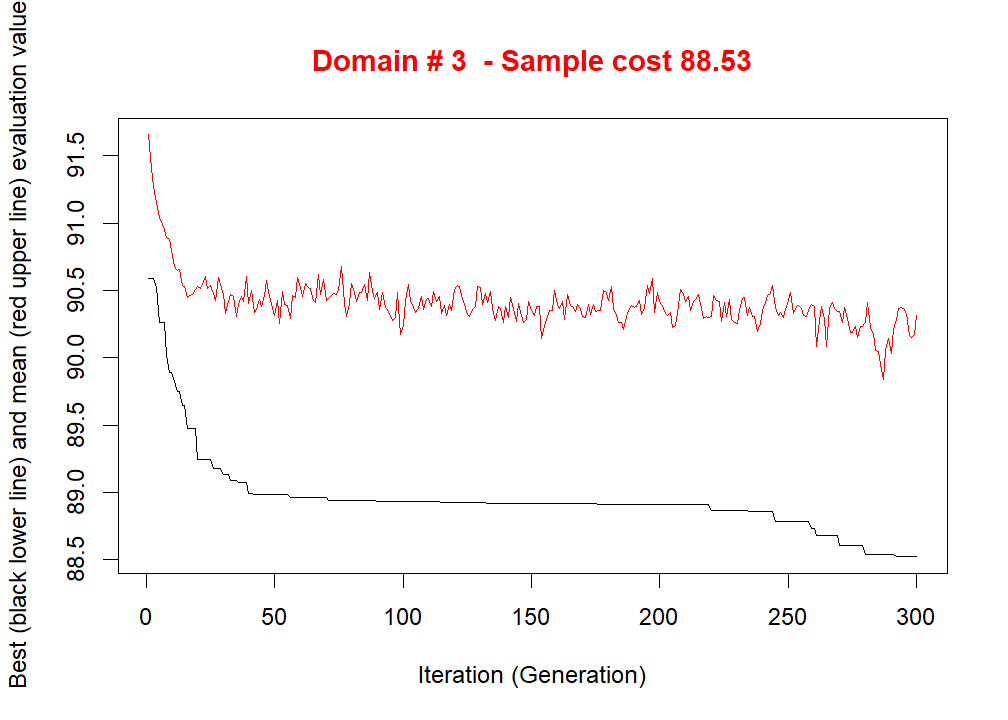 Domain # 3  - Sample cost 88.53
Best (black lower line) and mean (red upper line) evaluation value
91.5
91.0
90.5
90.0
89.5
89.0
88.5
0 50 100 150 200 250 300
Iteration (Generation)